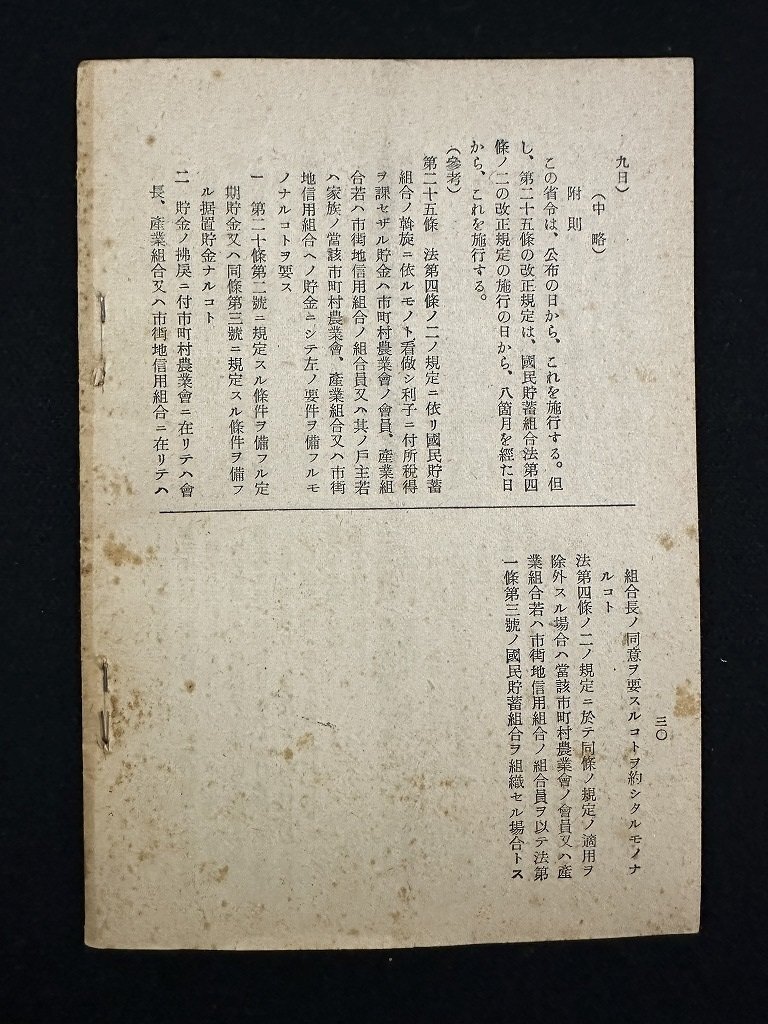 九日)
(中略)
附則
この省令は、公布の日から、これを施行する。但
し、第二十五條の改正規定は、國民貯蓄組合法第四
條ノ二の改正規定の施行の日から、八箇月を經た日
から、これを施行する。
(參考)
第二十五條 法第四條ノ二ノ規定ニ依リ國民貯蓄
組合ノ斡旋ニ依ルモノト看做シ利子ニ付所得稅
ヲ課セザル貯金ハ市町村農業會ノ會員、產業組
合若ハ市街地信用組合ノ組合員又ハ其ノ戶主若
ハ家族ノ當該市町村農業會、產業組合又ハ市街
地信用組合ヘノ貯金ニシテ左ノ要件ヲ備フルモ
ノナルコトヲ要ス
一 第二十條第二號ニ規定スル條件ヲ備フル定
期貯金又ハ同條第三號ニ規定スル條件ヲ備フ
ル据置貯金ナルコト
二 貯金ノ拂戾ニ付市町村農業會ニ在リテハ會
長、產業組合又ハ市街地信用組合ニ在リテハ
三〇
組合長ノ同意ヲ要スルコトヲ約シタルモノナ
ルコト
法第四條ノ二ノ規定ニ於テ同條ノ規定ノ適用ヲ
除外スル場合ハ當該市町村農業會ノ會員又ハ產
業組合若ハ市街地信用組合ノ組合員ヲ以テ法第
一條第三號ノ國民貯蓄組合ヲ組織セル場合トス